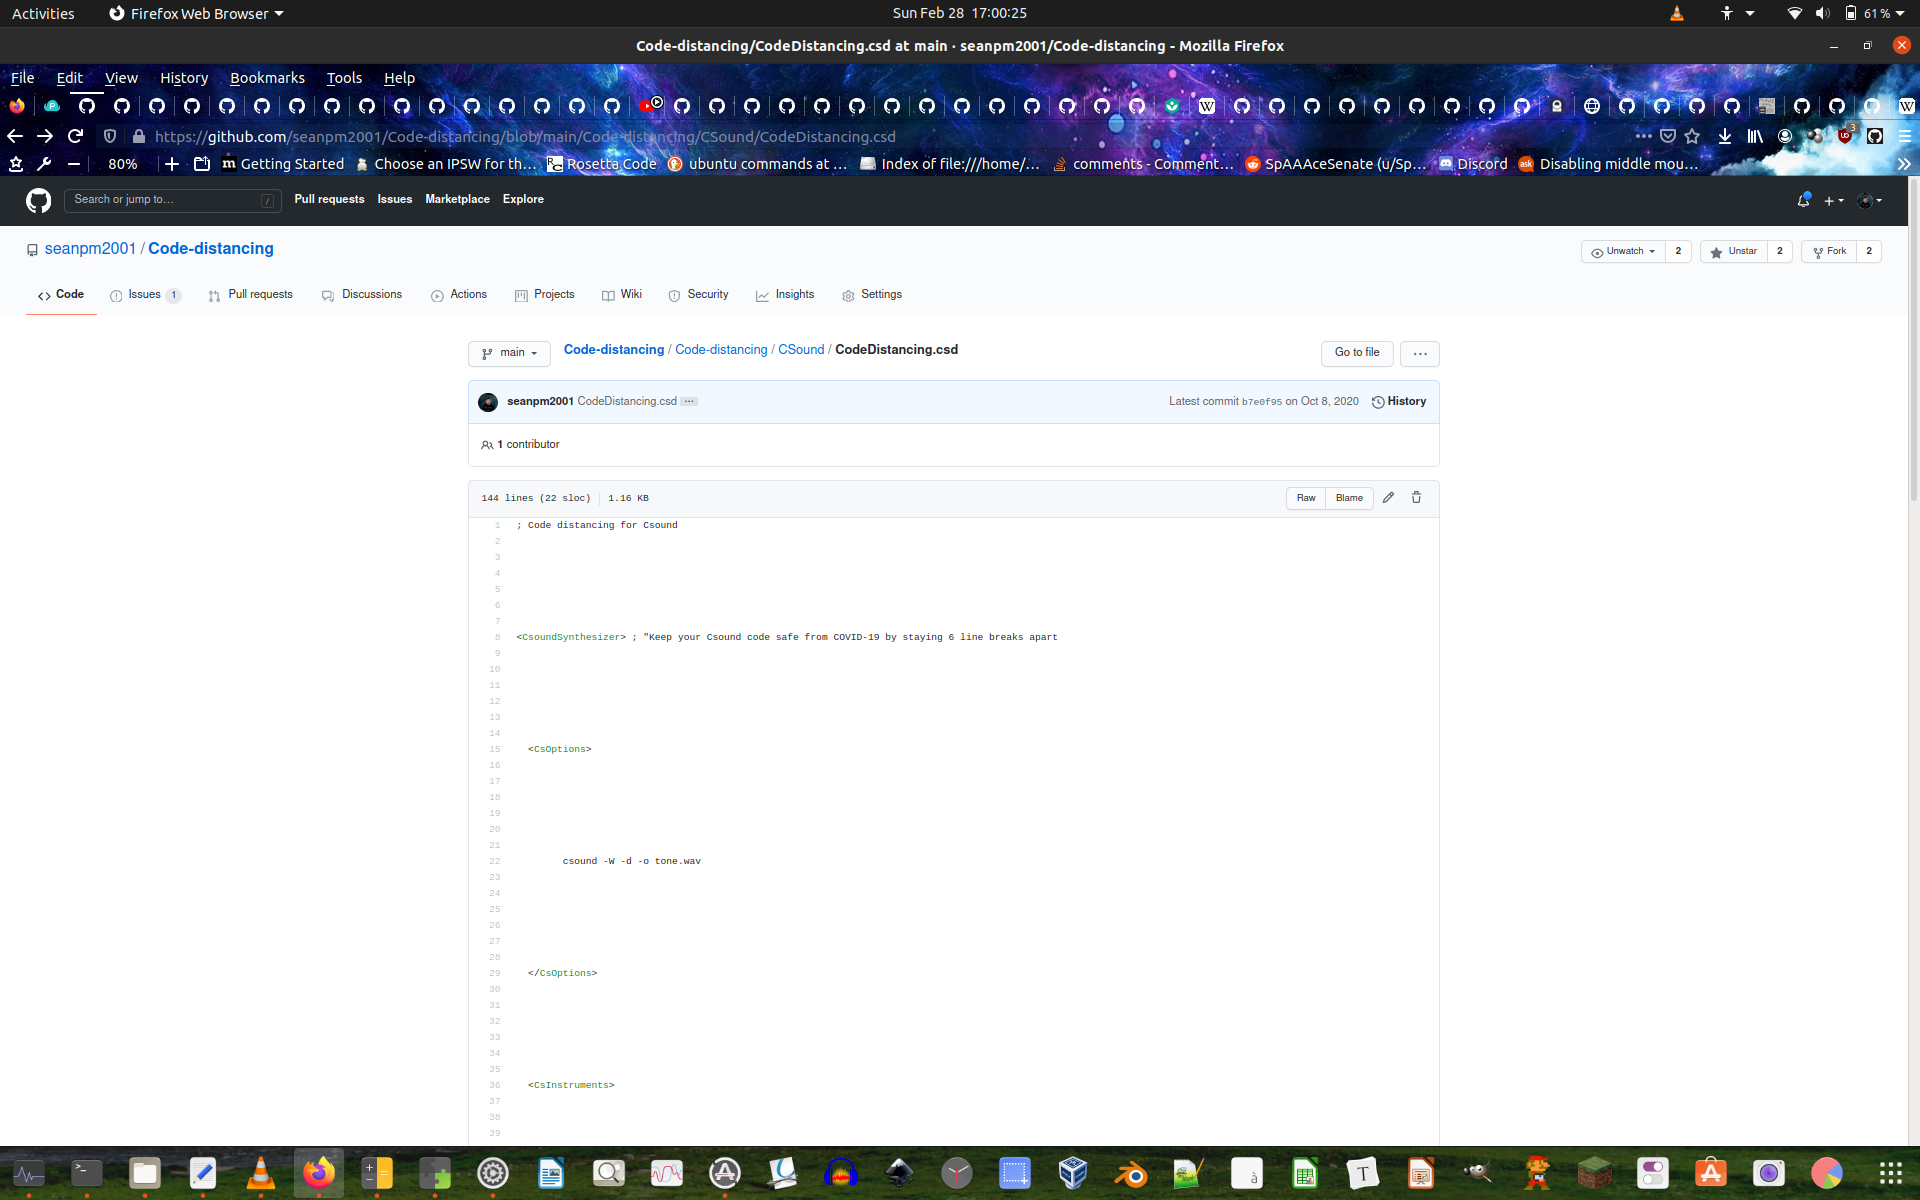 Activities
Firefox Web Browser
Sun Feb 28 17:00:25
61 %
Code-distancing/CodeDistancing.csd at main · seanpm2001/Code-distancing - Mozilla Firefox
File Edit View History Bookmarks Tools Help
https://github.com/seanpm2001/Code-distancing/blob/main/Code-distancing/CSound/CodeDistancing.csd
3
80%
Getting Started
Choose an IPSW for th…
Rosetta Code
ubuntu commands at …
Index of file:///home/…
comments - Comment…
SpAAAceSenate (u/Sp…
Discord
Disabling middle mou…
Search or jump to…
/
Pull requests Issues Marketplace Explore
seanpm2001 / Code-distancing
Unwatch 2
Unstar 2
Fork 2
Code
Issues 1
Pull requests
Discussions
Actions
Projects
Wiki
Security
Insights
Settings
main
Code-distancing / Code-distancing / CSound / CodeDistancing.csd
Go to file
seanpm2001 CodeDistancing.csd
Latest commit b7e0f95 on Oct 8, 2020
History
1 contributor
144 lines (22 sloc) 1.16 KB
Raw Blame
1 ; Code distancing for Csound
2
3
4
5
6
7
8 <CsoundSynthesizer> ; "Keep your Csound code safe from COVID-19 by staying 6 line breaks apart
9
10
11
12
13
14
15 <CsOptions>
16
17
18
19
20
21
22 csound -W -d -o tone.wav
23
24
25
26
27
28
29 </CsOptions>
30
31
32
33
34
35
36 <CsInstruments>
37
38
39